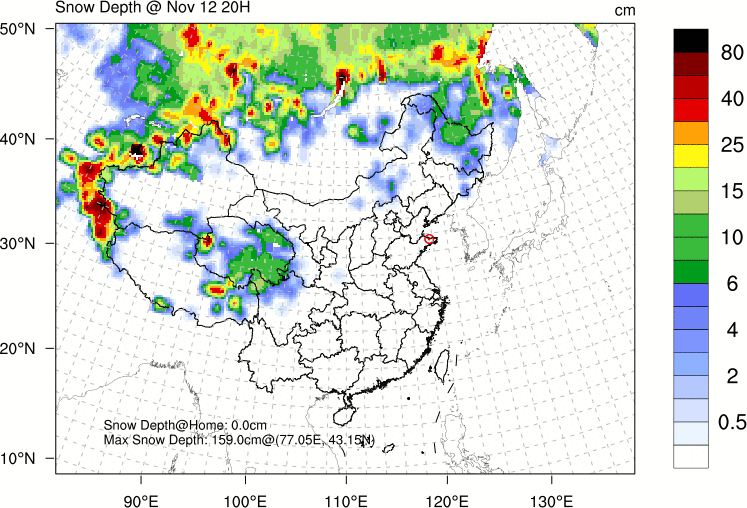 Snow Depth @ Nov 12 20H
cm
50°N
40°N
30°N
20°N
10°N
90°E
100°E
110°E
120°E
130°E
80
40
25
15
10
6
4
2
0.5
Snow Depth@Home: 0.0cm
Max Snow Depth: 159.0cm@(77.05E, 43.15N)